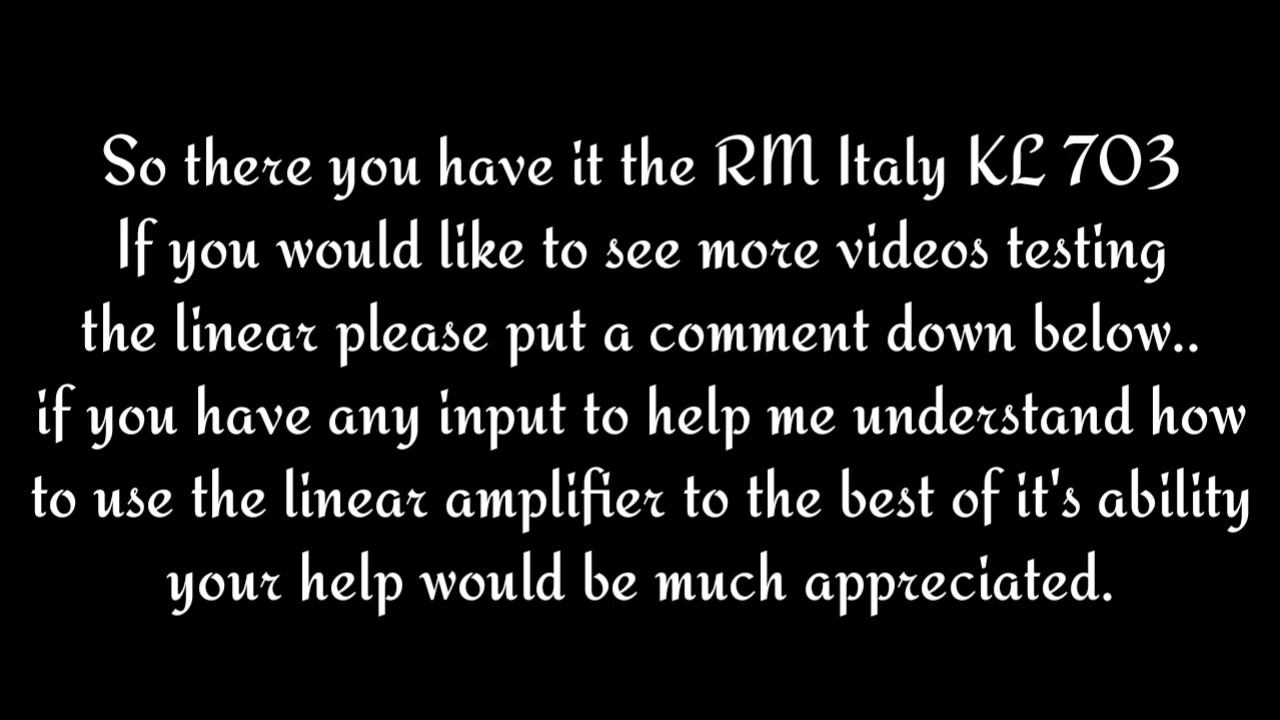 So there you have it the RM Italy KL 703
If you would like to see more videos testing
the linear please put a comment down below..
if you have any input to help me understand how
to use the linear amplifier to the best of it's ability
your help would be much appreciated.